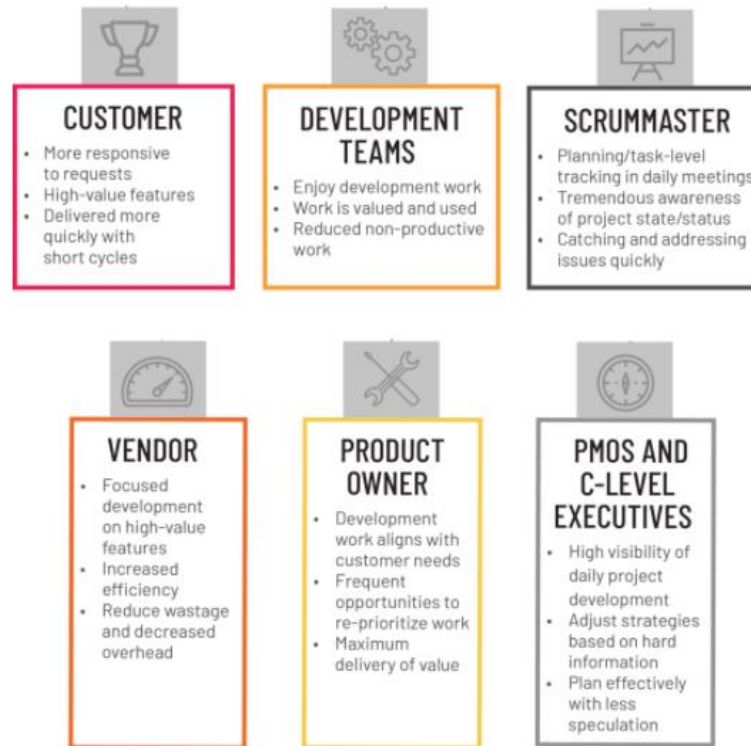 CUSTOMER
• More responsive
to requests
• High-value features
• Delivered more
quickly with
short cycles
DEVELOPMENT
TEAMS
• Enjoy development work
• Work is valued and used
• Reduced non-productive
work
SCRUMMASTER
• Planning/task-level
tracking in daily meetings
• Tremendous awareness
of project state/status
• Catching and addressing
issues quickly
VENDOR
• Focused
development
on high-value
features
• Increased
efficiency
• Reduce wastage
and decreased
overhead
PRODUCT
OWNER
• Development
work aligns with
customer needs
• Frequent
opportunities to
re-prioritize work
• Maximum
delivery of value
PMOS AND
C-LEVEL
EXECUTIVES
• High visibility of
daily project
development
• Adjust strategies
based on hard
information
• Plan effectively
with less
speculation